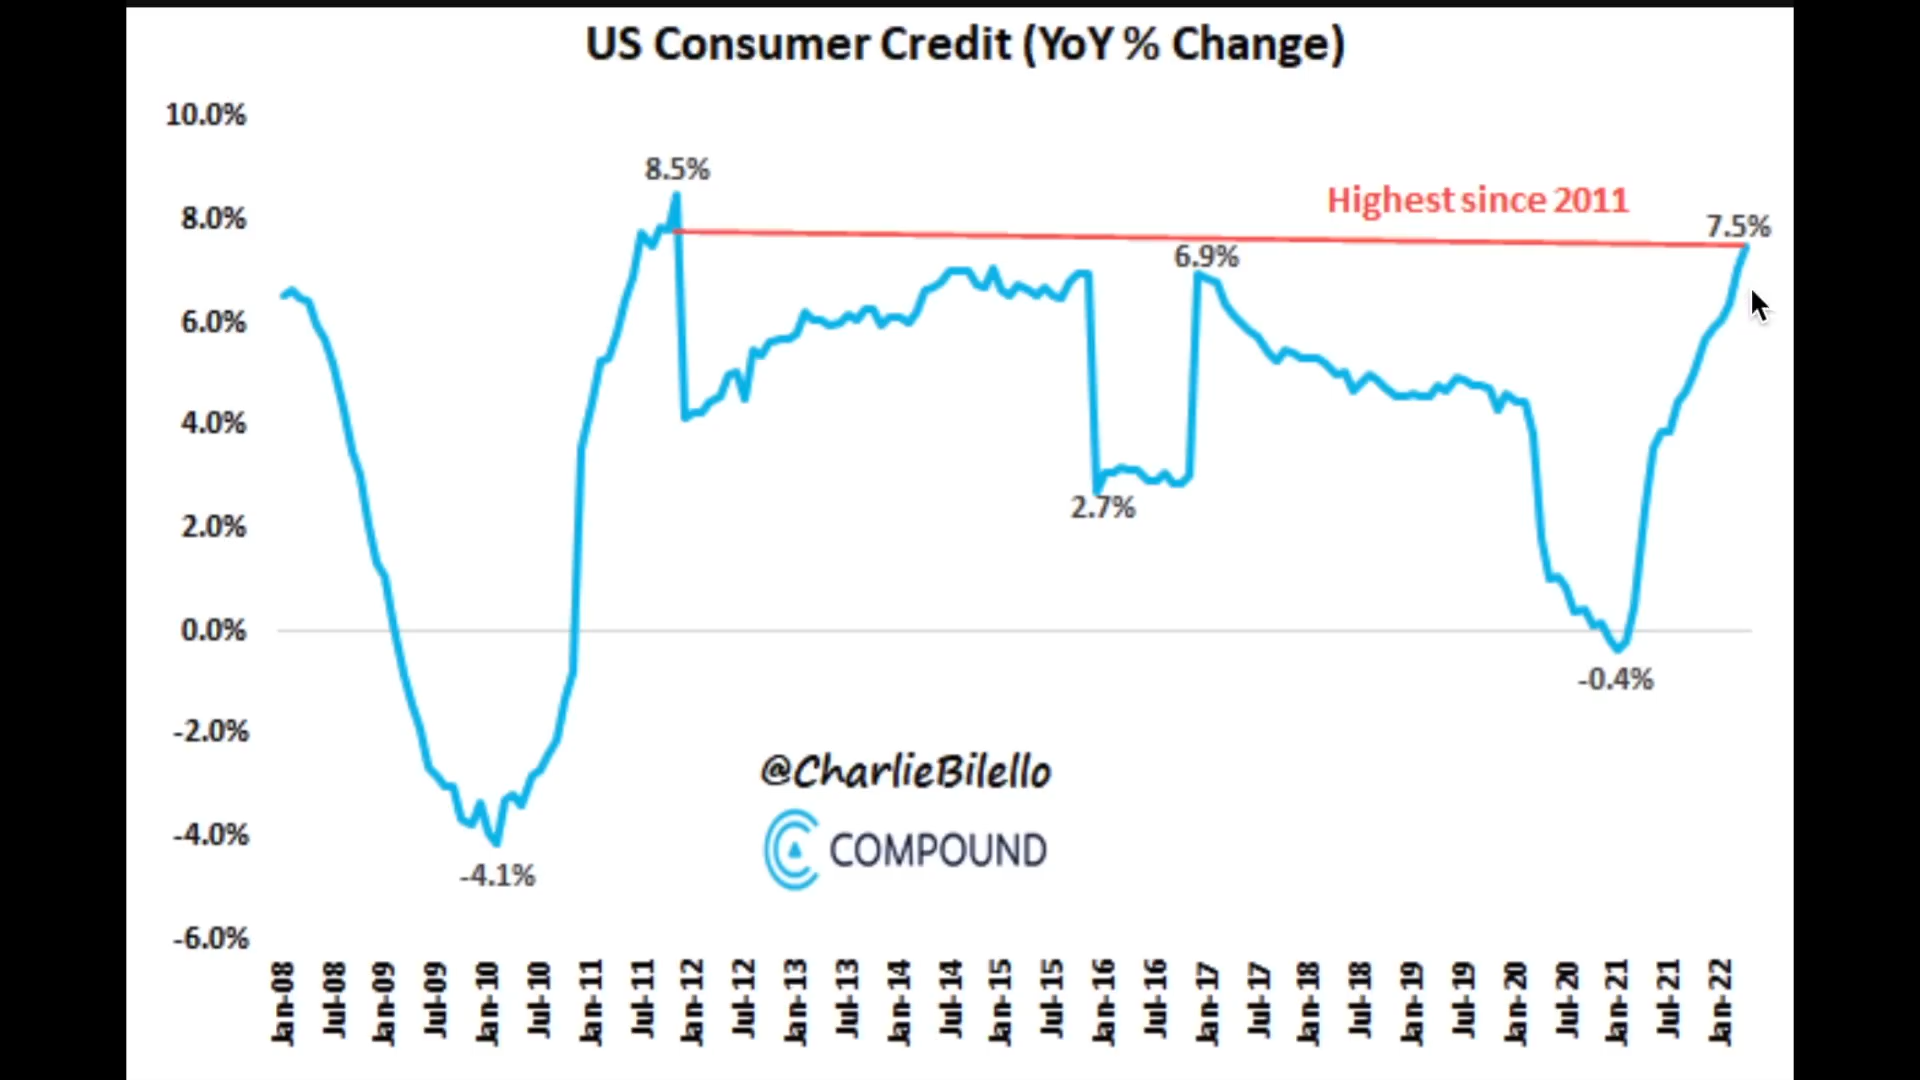 US Consumer Credit (YoY % Change)
10.0%
8.0%
6.0%
4.0%
2.0%
0.0%
-2.0%
-4.0%
-6.0%
8.5%
Highest since 2011
7.5%
6.9%
2.7%
-0.4%
-4.1%
@CharlieBilello
COMPOUND
Jan-08
Jul-08
Jan-09
Jul-09
Jan-10
Jul-10
Jan-11
Jul-11
Jan-12
Jul-12
Jan-13
Jul-13
Jan-14
Jul-14
Jan-15
Jul-15
Jan-16
Jul-16
Jan-17
Jul-17
Jan-18
Jul-18
Jan-19
Jul-19
Jan-20
Jul-20
Jan-21
Jul-21
Jan-22